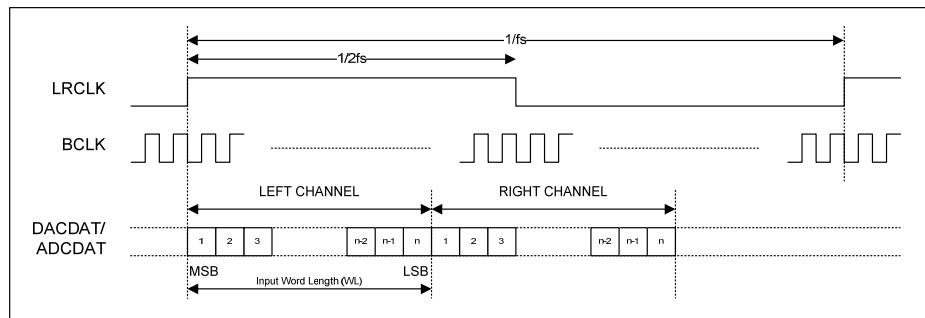 1/fs
1/2fs
LRCLK
BCLK
LEFT CHANNEL
RIGHT CHANNEL
DACDAT/
ADCDAT
1 2 3 n-2 n-1 n 1 2 3 n-2 n-1 n
MSB LSB
Input Word Length (WL)